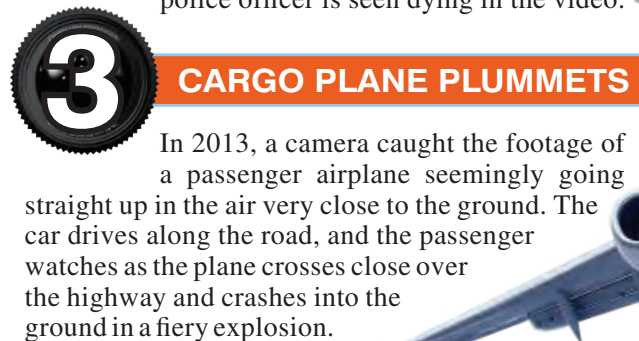 police officer is seen dying in the video.
3
CARGO PLANE PLUMMETS
In 2013, a camera caught the footage of
a passenger airplane seemingly going
straight up in the air very close to the ground. The
car drives along the road, and the passenger
watches as the plane crosses close over
the highway and crashes into the
ground in a fiery explosion.